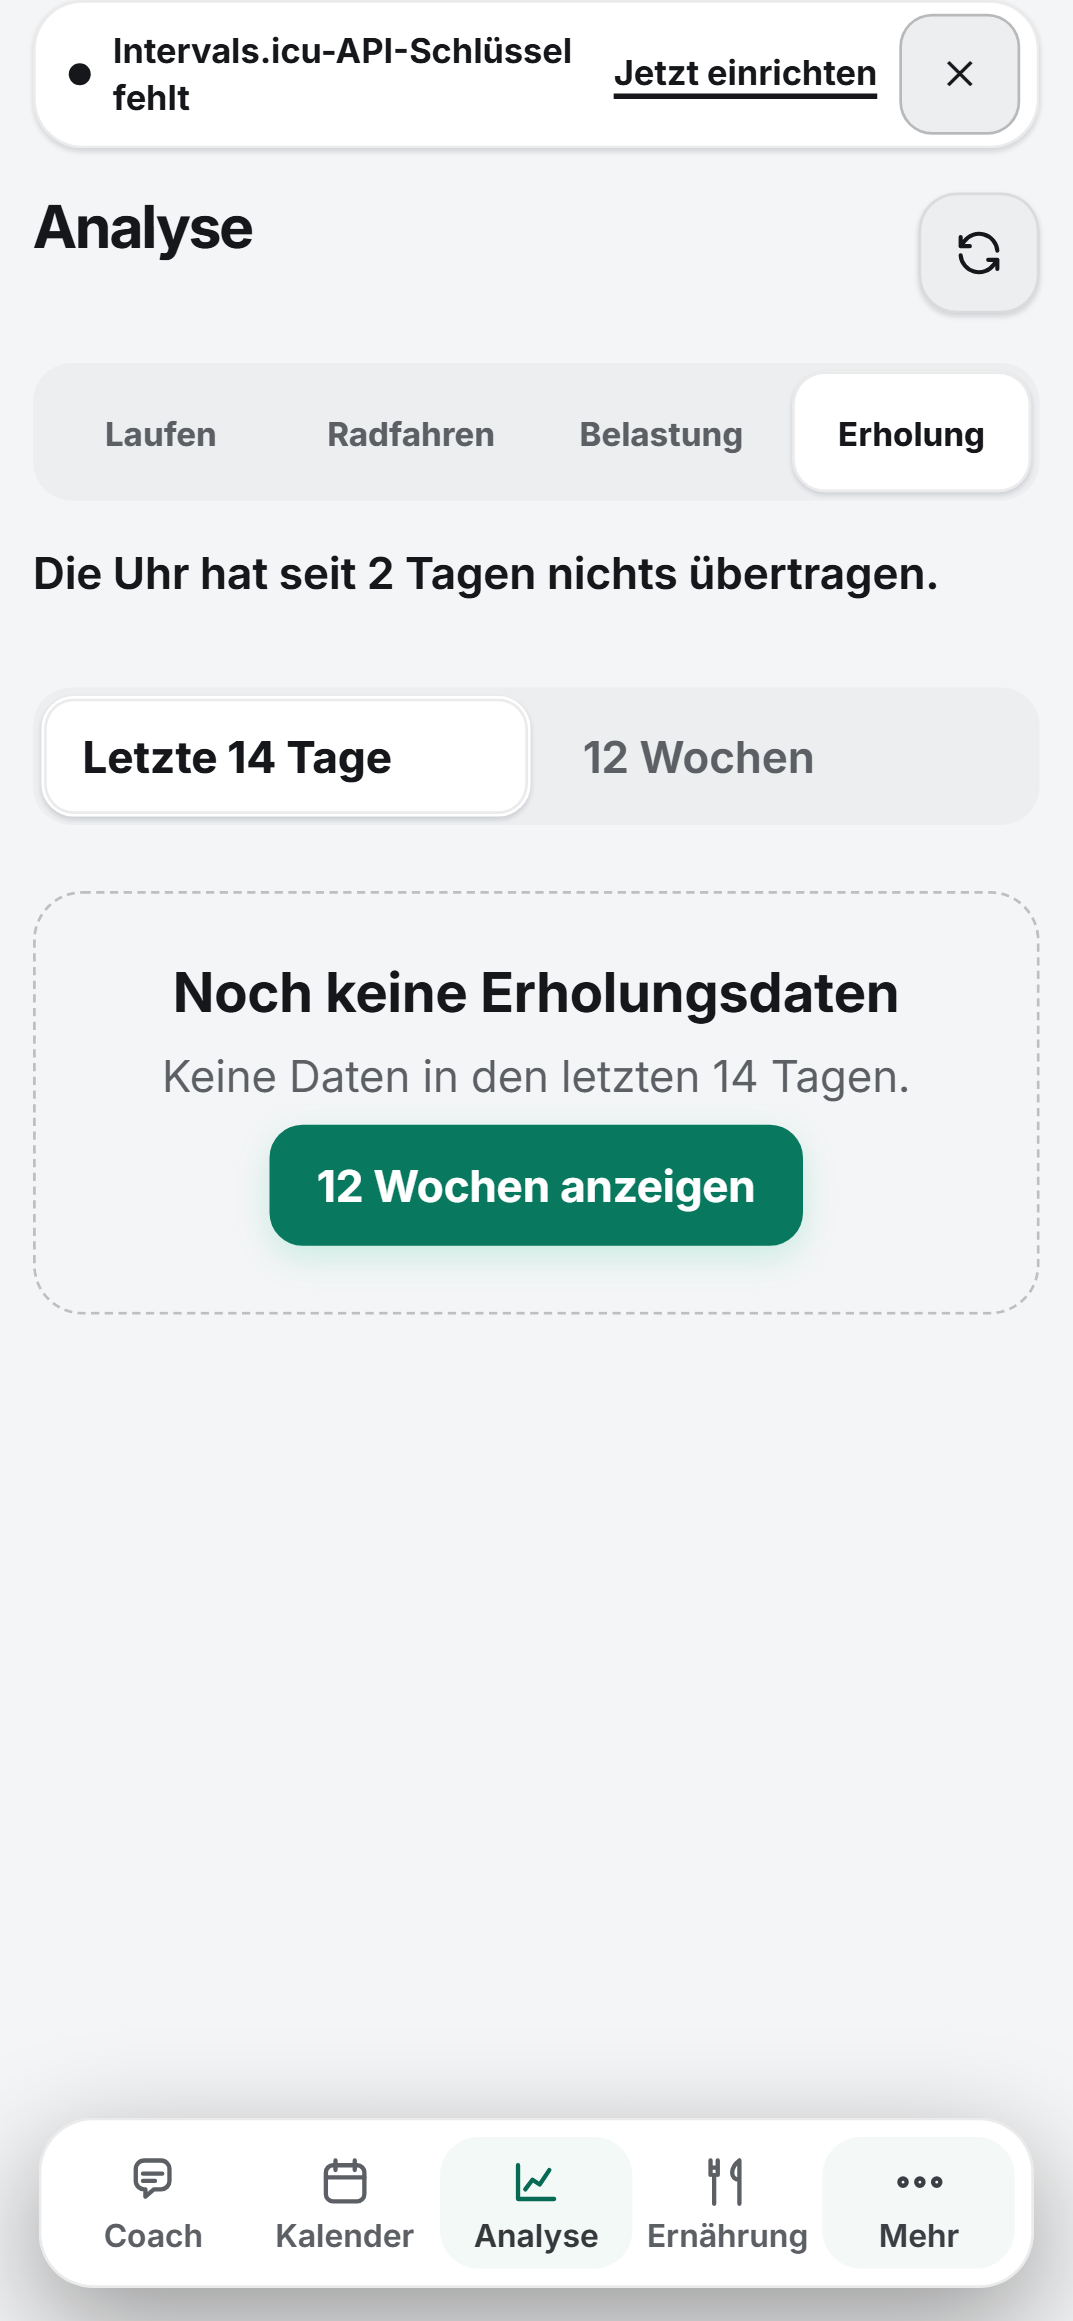 Intervals.icu-API-Schlüssel
fehlt
Jetzt einrichten
Analyse
Laufen
Radfahren
Belastung
Erholung
Die Uhr hat seit 2 Tagen nichts übertragen.
Letzte 14 Tage
12 Wochen
Noch keine Erholungsdaten
Keine Daten in den letzten 14 Tagen.
12 Wochen anzeigen
Coach
Kalender
Analyse
Ernährung
Mehr